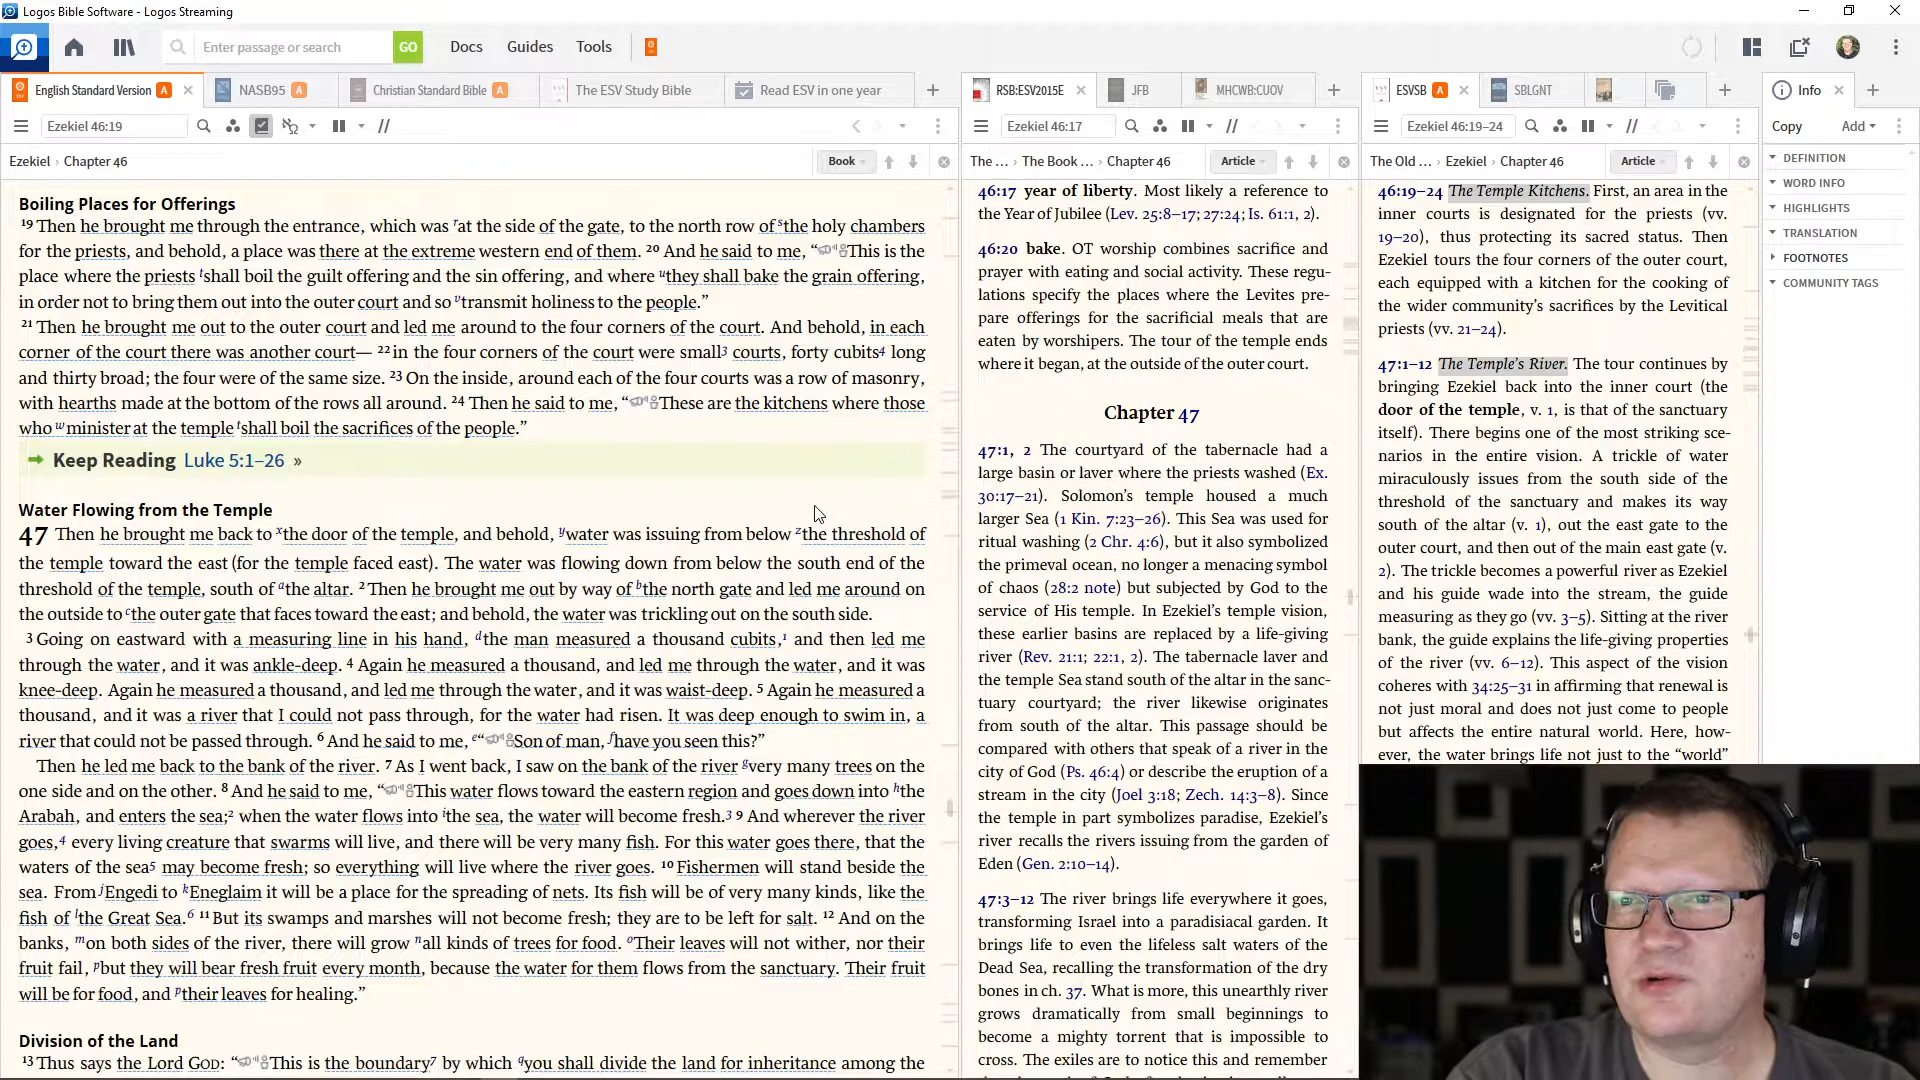 Logos Bible Software - Logos Streaming
Enter passage or search
GO
Docs
Guides
Tools
English Standard Version A
NASB95 A
Christian Standard Bible A
The ESV Study Bible
Read ESV in one year
Ezekiel 46:19
Ezekiel › Chapter 46
Book
Boiling Places for Offerings
19 Then he brought me through the entrance, which was r at the side of the gate, to the north row of s the holy chambers
for the priests, and behold, a place was there at the extreme western end of them. 20 And he said to me, “This is the
place where the priests t shall boil the guilt offering and the sin offering, and where u they shall bake the grain offering,
in order not to bring them out into the outer court and so v transmit holiness to the people.”
21 Then he brought me out to the outer court and led me around to the four corners of the court. And behold, in each
corner of the court there was another court— 22 in the four corners of the court were small3 courts, forty cubits4 long
and thirty broad; the four were of the same size. 23 On the inside, around each of the four courts was a row of masonry,
with hearths made at the bottom of the rows all around. 24 Then he said to me, “These are the kitchens where those
who w minister at the temple t shall boil the sacrifices of the people.”
Keep Reading Luke 5:1–26 »
Water Flowing from the Temple
47 Then he brought me back to x the door of the temple, and behold, y water was issuing from below z the threshold of
the temple toward the east (for the temple faced east). The water was flowing down from below the south end of the
threshold of the temple, south of a the altar. 2 Then he brought me out by way of b the north gate and led me around on
the outside to c the outer gate that faces toward the east; and behold, the water was trickling out on the south side.
3 Going on eastward with a measuring line in his hand, d the man measured a thousand cubits,1 and then led me
through the water, and it was ankle-deep. 4 Again he measured a thousand, and led me through the water, and it was
knee-deep. Again he measured a thousand, and led me through the water, and it was waist-deep. 5 Again he measured a
thousand, and it was a river that I could not pass through, for the water had risen. It was deep enough to swim in, a
river that could not be passed through. 6 And he said to me, e “Son of man, f have you seen this?”
Then he led me back to the bank of the river. 7 As I went back, I saw on the bank of the river g very many trees on the
one side and on the other. 8 And he said to me, “This water flows toward the eastern region and goes down into h the
Arabah, and enters the sea;2 when the water flows into i the sea, the water will become fresh.3 9 And wherever the river
goes,4 every living creature that swarms will live, and there will be very many fish. For this water goes there, that the
waters of the sea5 may become fresh; so everything will live where the river goes. 10 Fishermen will stand beside the
sea. From j Engedi to k Eneglaim it will be a place for the spreading of nets. Its fish will be of very many kinds, like the
fish of l the Great Sea.6 11 But its swamps and marshes will not become fresh; they are to be left for salt. 12 And on the
banks, m on both sides of the river, there will grow n all kinds of trees for food. o Their leaves will not wither, nor their
fruit fail, p but they will bear fresh fruit every month, because the water for them flows from the sanctuary. Their fruit
will be for food, and p their leaves for healing.”
Division of the Land
13 Thus says the Lord GOD: “This is the boundary7 by which q you shall divide the land for inheritance among the
RSB:ESV2015E
JFB
MHCWB:CUOV
Ezekiel 46:17
The ... › The Book ... › Chapter 46
Article
46:17 year of liberty. Most likely a reference to
the Year of Jubilee (Lev. 25:8–17; 27:24; Is. 61:1, 2).
46:20 bake. OT worship combines sacrifice and
prayer with eating and social activity. These regu-
lations specify the places where the Levites pre-
pare offerings for the sacrificial meals that are
eaten by worshipers. The tour of the temple ends
where it began, at the outside of the outer court.
Chapter 47
47:1, 2 The courtyard of the tabernacle had a
large basin or laver where the priests washed (Ex.
30:17–21). Solomon’s temple housed a much
larger Sea (1 Kin. 7:23–26). This Sea was used for
ritual washing (2 Chr. 4:6), but it also symbolized
the primeval ocean, no longer a menacing symbol
of chaos (28:2 note) but subjected by God to the
service of His temple. In Ezekiel’s temple vision,
these earlier basins are replaced by a life-giving
river (Rev. 21:1; 22:1, 2). The tabernacle laver and
the temple Sea stand south of the altar in the sanc-
tuary courtyard; the river likewise originates
from south of the altar. This passage should be
compared with others that speak of a river in the
city of God (Ps. 46:4) or describe the eruption of a
stream in the city (Joel 3:18; Zech. 14:3–8). Since
the temple in part symbolizes paradise, Ezekiel’s
river recalls the rivers issuing from the garden of
Eden (Gen. 2:10–14).
47:3–12 The river brings life everywhere it goes,
transforming Israel into a paradisiacal garden. It
brings life to even the lifeless salt waters of the
Dead Sea, recalling the transformation of the dry
bones in ch. 37. What is more, this unearthly river
grows dramatically from small beginnings to
become a mighty torrent that is impossible to
cross. The exiles are to notice this and remember
ESVSB A
SBLGNT
Ezekiel 46:19–24
The Old ... › Ezekiel › Chapter 46
Article
46:19–24 The Temple Kitchens. First, an area in the
inner courts is designated for the priests (vv.
19–20), thus protecting its sacred status. Then
Ezekiel tours the four corners of the outer court,
each equipped with a kitchen for the cooking of
the wider community’s sacrifices by the Levitical
priests (vv. 21–24).
47:1–12 The Temple’s River. The tour continues by
bringing Ezekiel back into the inner court (the
door of the temple, v. 1, is that of the sanctuary
itself). There begins one of the most striking sce-
narios in the entire vision. A trickle of water
miraculously issues from the south side of the
threshold of the sanctuary and makes its way
south of the altar (v. 1), out the east gate to the
outer court, and then out of the main east gate (v.
2). The trickle becomes a powerful river as Ezekiel
and his guide wade into the stream, the guide
measuring as they go (vv. 3–5). Sitting at the river
bank, the guide explains the life-giving properties
of the river (vv. 6–12). This aspect of the vision
coheres with 34:25–31 in affirming that renewal is
not just moral and does not just come to people
but affects the entire natural world. Here, how-
ever, the water brings life not just to the “world”
Info
Copy
Add
DEFINITION
WORD INFO
HIGHLIGHTS
TRANSLATION
FOOTNOTES
COMMUNITY TAGS